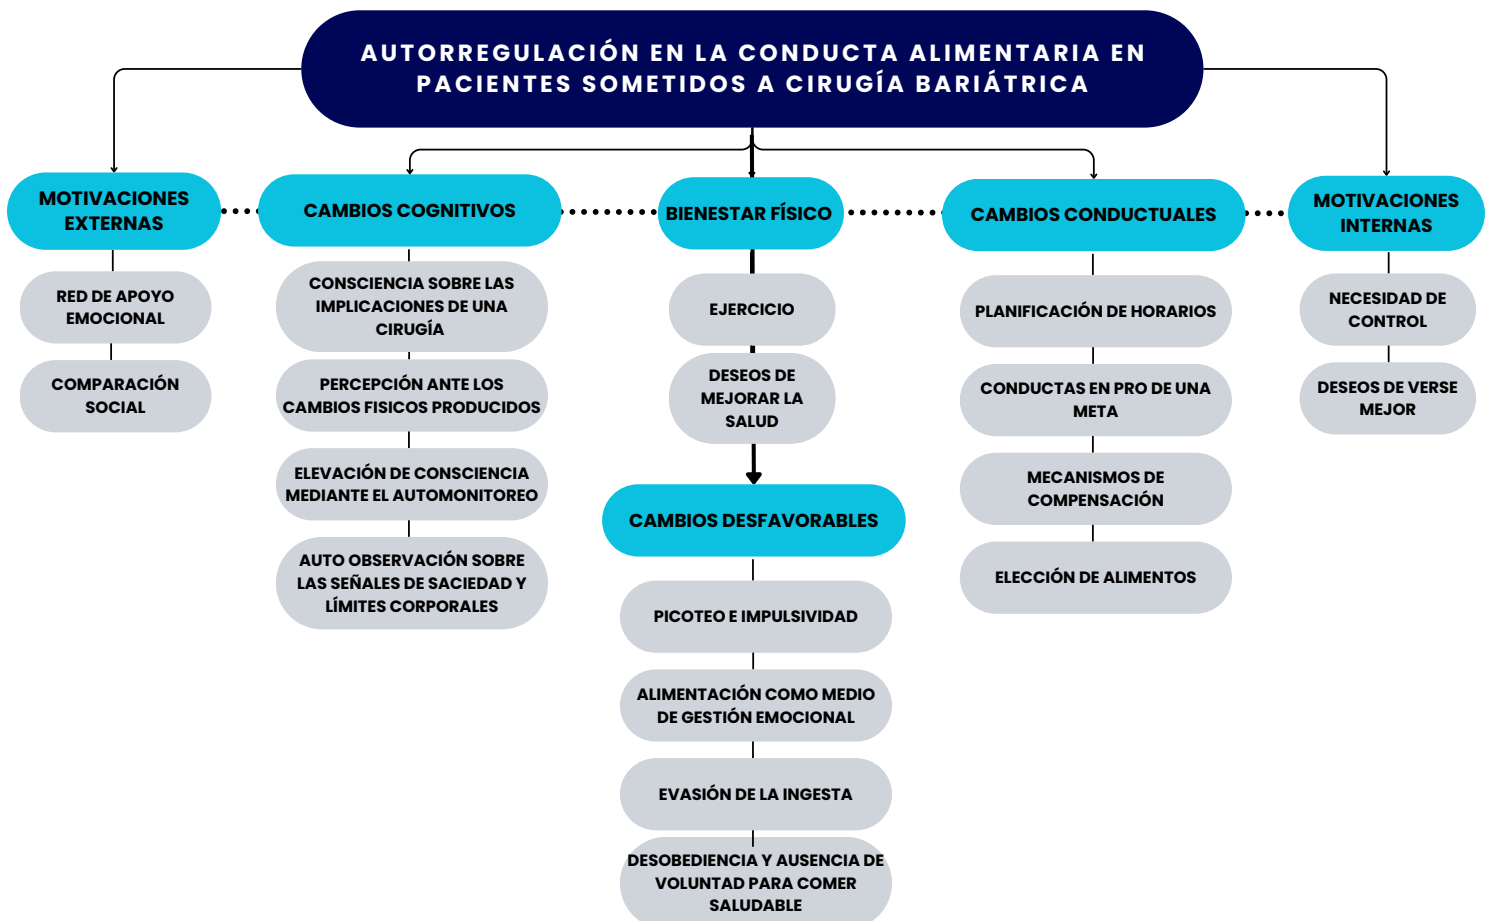 AUTORREGULACIÓN EN LA CONDUCTA ALIMENTARIA EN
PACIENTES SOMETIDOS A CIRUGÍA BARIÁTRICA
MOTIVACIONES
EXTERNAS
RED DE APOYO
EMOCIONAL
COMPARACIÓN
SOCIAL
CAMBIOS COGNITIVOS
CONSCIENCIA SOBRE LAS
IMPLICACIONES DE UNA
CIRUGÍA
PERCEPCIÓN ANTE LOS
CAMBIOS FISICOS PRODUCIDOS
ELEVACIÓN DE CONSCIENCIA
MEDIANTE EL AUTOMONITOREO
AUTO OBSERVACIÓN SOBRE
LAS SEÑALES DE SACIEDAD Y
LÍMITES CORPORALES
BIENESTAR FÍSICO
EJERCICIO
DESEOS DE
MEJORAR LA
SALUD
CAMBIOS DESFAVORABLES
PICOTEO E IMPULSIVIDAD
ALIMENTACIÓN COMO MEDIO
DE GESTIÓN EMOCIONAL
EVASIÓN DE LA INGESTA
DESOBEDIENCIA Y AUSENCIA DE
VOLUNTAD PARA COMER
SALUDABLE
CAMBIOS CONDUCTUALES
PLANIFICACIÓN DE HORARIOS
CONDUCTAS EN PRO DE UNA
META
MECANISMOS DE
COMPENSACIÓN
ELECCIÓN DE ALIMENTOS
MOTIVACIONES
INTERNAS
NECESIDAD DE
CONTROL
DESEOS DE VERSE
MEJOR